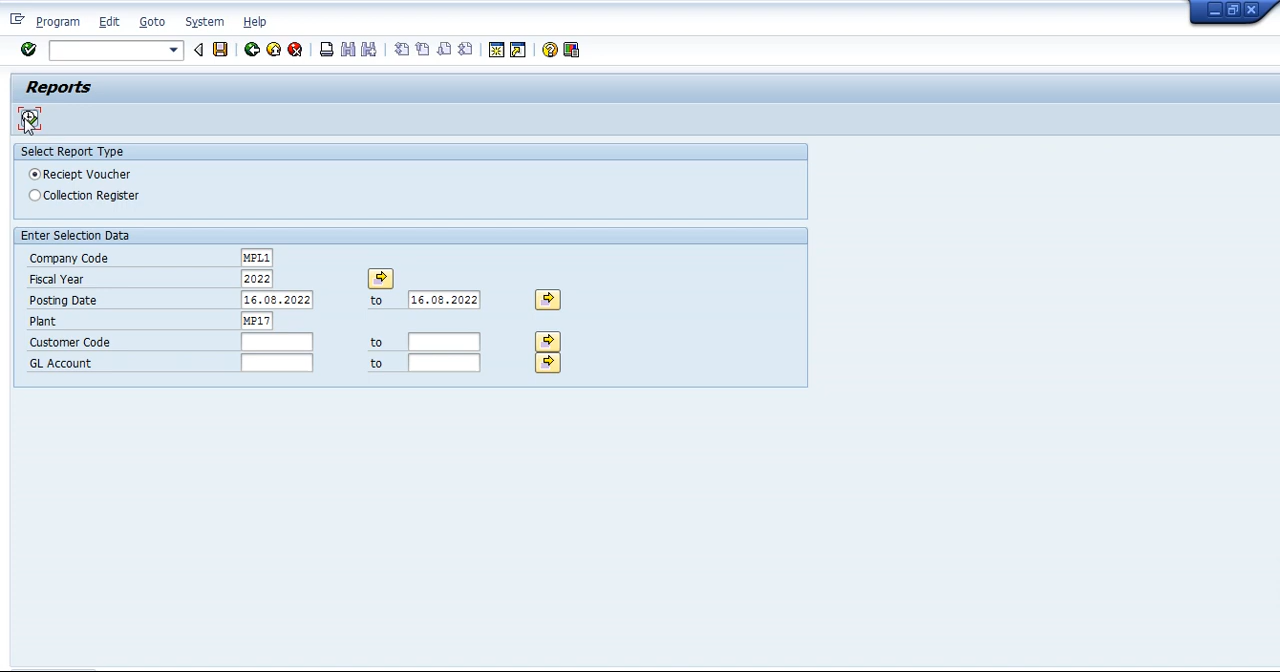 Program Edit Goto System Help
Reports
Select Report Type
Reciept Voucher
Collection Register
Enter Selection Data
Company Code MPL1
Fiscal Year 2022
Posting Date 16.08.2022 to 16.08.2022
Plant MP17
Customer Code to
GL Account to